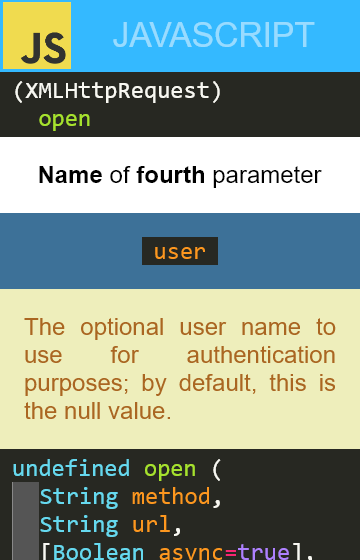 JS
JAVASCRIPT
(XMLHttpRequest)
open
Name of fourth parameter
user
The optional user name to
use for authentication
purposes; by default, this is
the null value.
undefined open (
String method,
String url,
[Boolean async=true],